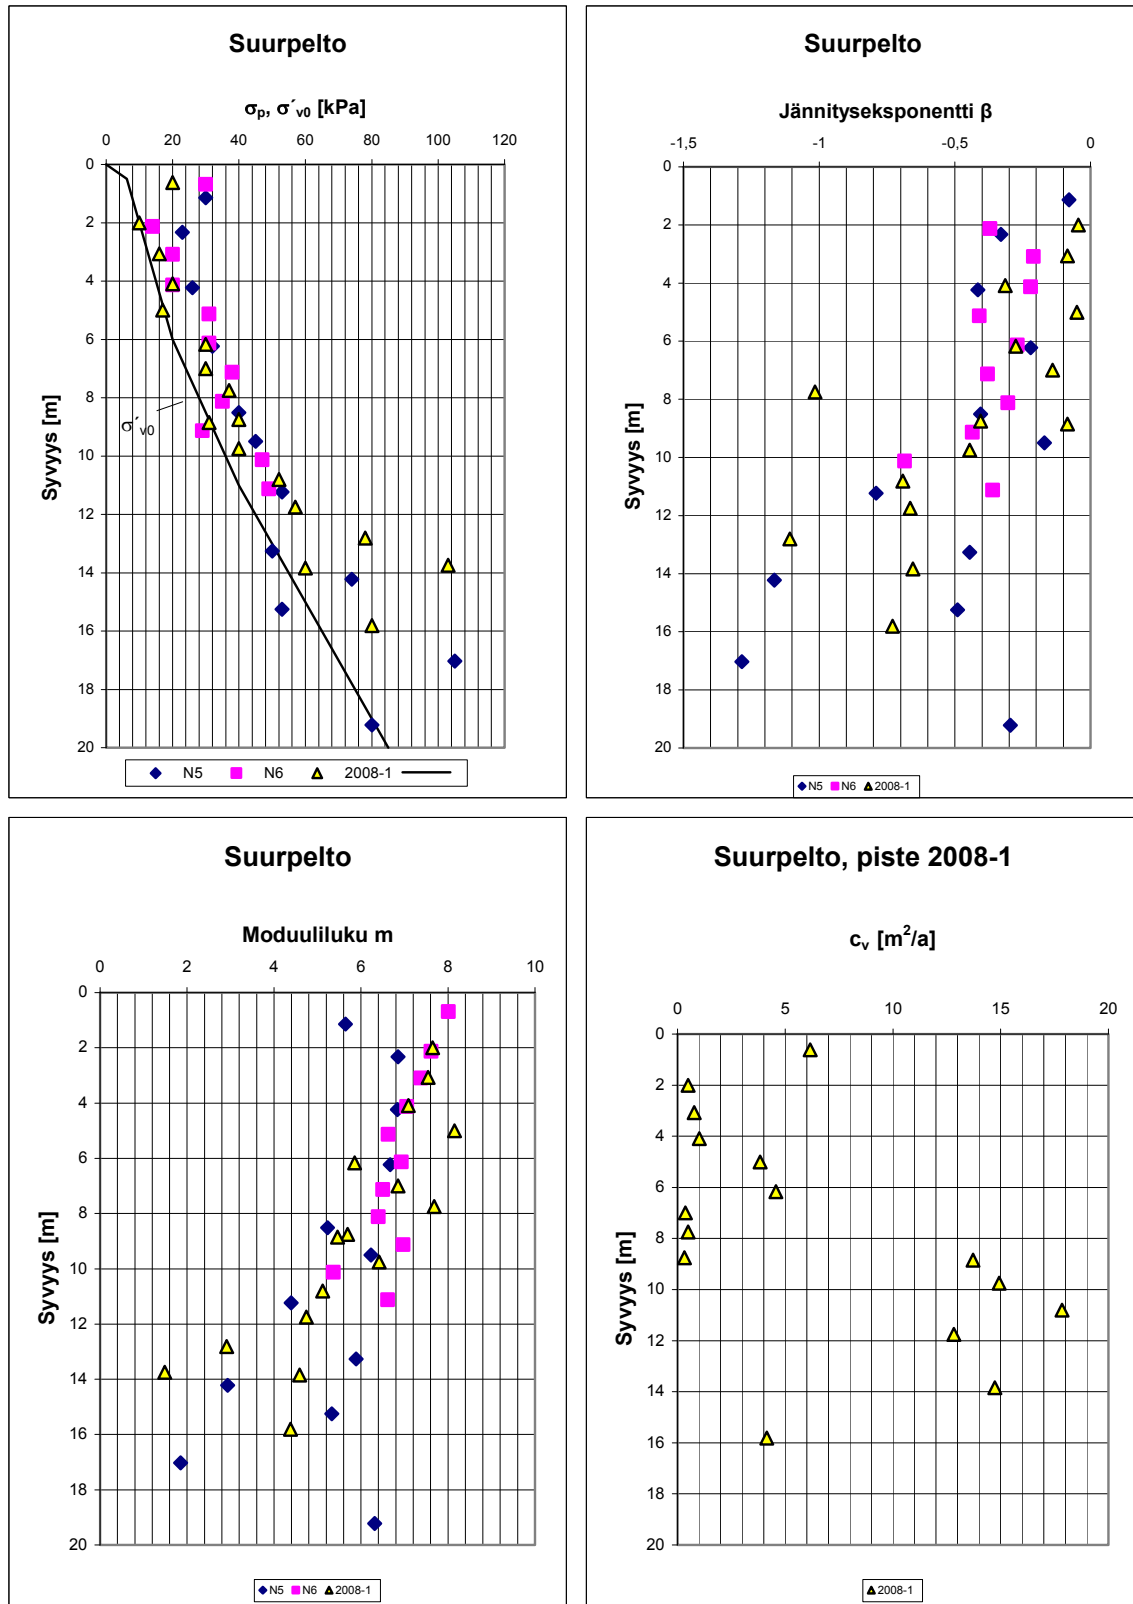 Suurpelto
σp, σ´v0 [kPa]
0 20 40 60 80 100 120
0
2
4
6
8
10
12
14
16
18
20
Syvyys [m]
σ´v0
N5 N6 2008-1
Suurpelto
Jännityseksponentti β
-1,5 -1 -0,5 0
0
2
4
6
8
10
12
14
16
18
20
Syvyys [m]
N5 N6 2008-1
Suurpelto
Moduuliluku m
0 2 4 6 8 10
0
2
4
6
8
10
12
14
16
18
20
Syvyys [m]
N5 N6 2008-1
Suurpelto, piste 2008-1
cv [m²/a]
0 5 10 15 20
0
2
4
6
8
10
12
14
16
18
20
Syvyys [m]
2008-1